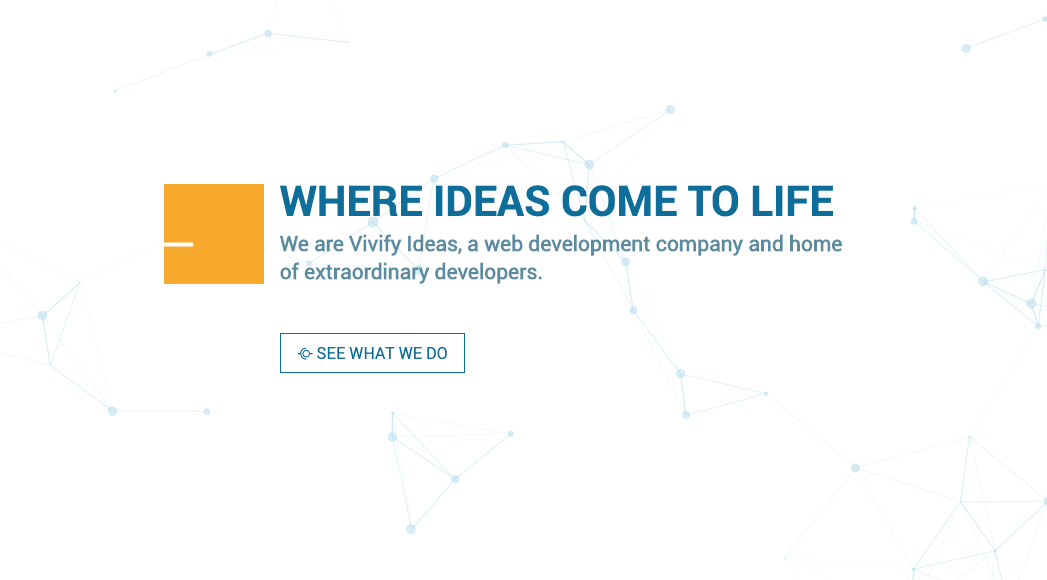 WHERE IDEAS COME TO LIFE
We are Vivify Ideas, a web development company and home
of extraordinary developers.
SEE WHAT WE DO